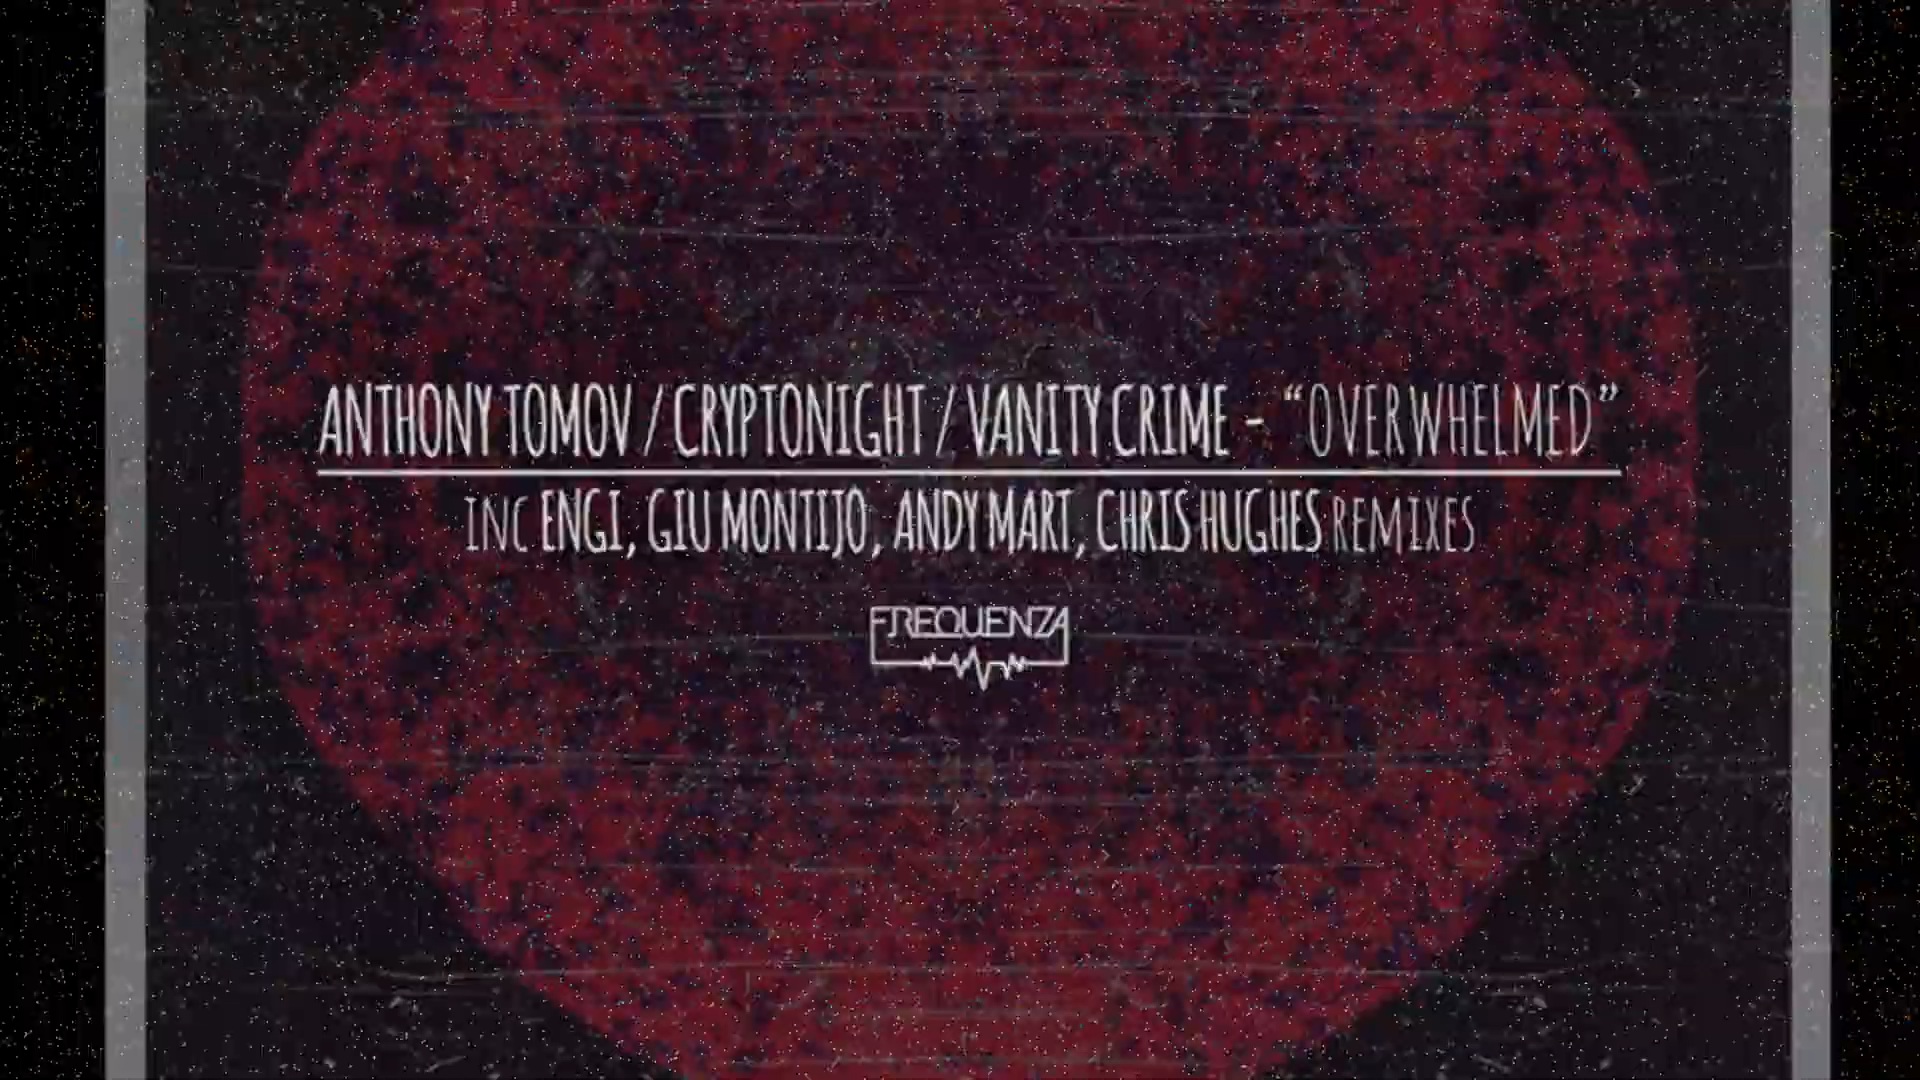 ANTHONY TOMOV / CRYPTONIGHT / VANITY CRIME - “OVERWHELMED”
INC ENGI, GIU MONTIJO, ANDY MART, CHRIS HUGHES REMIXES
FREQUENZA